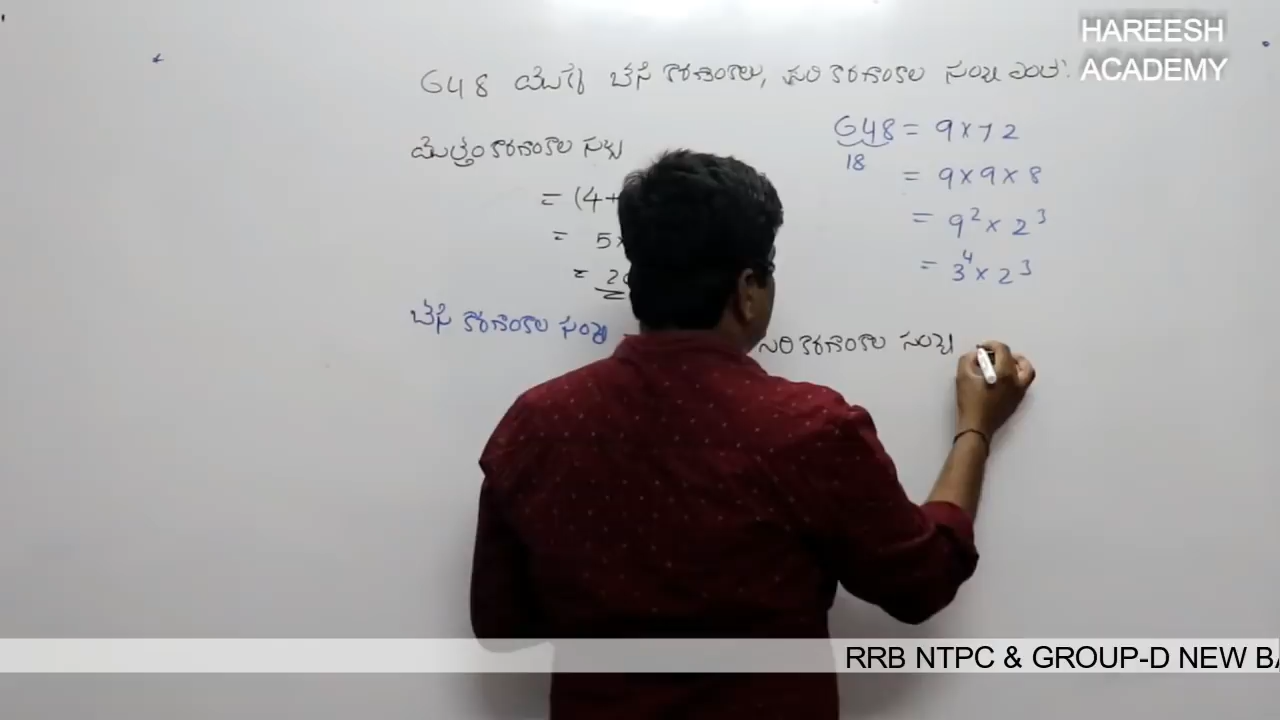 HAREESH
ACADEMY
648 యొక్క బేసి కారణాంకాలు, సరి కారణాంకాల సంఖ్య ఎంత?
మొత్తం కారణాంకాల సంఖ్య
= (4+
= 5×
= 20
648 = 9×72
18
= 9×9×8
= 9² × 2³
= 3⁴ × 2³
బేసి కారణాంకాల సంఖ్య
సరి కారణాంకాల సంఖ్య
RRB NTPC & GROUP-D NEW BA